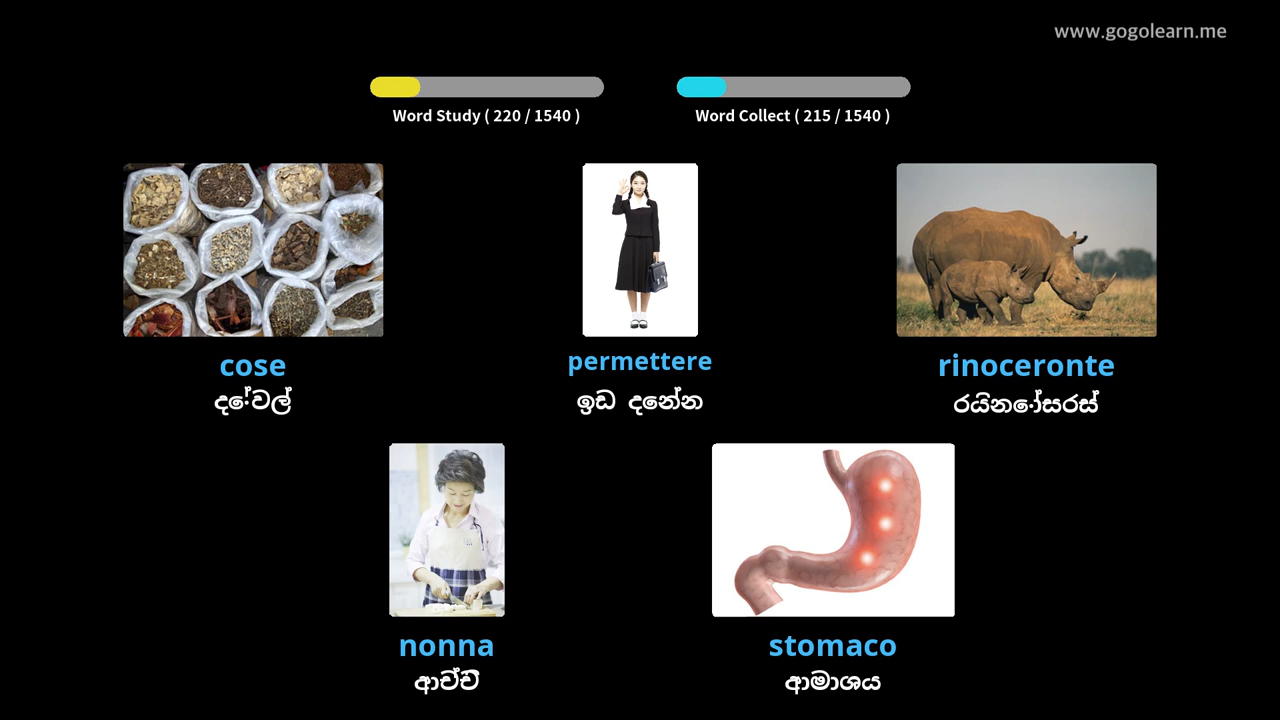 www.gogolearn.me
Word Study ( 220 / 1540 )
Word Collect ( 215 / 1540 )
cose
දේවල්
permettere
ඉඩ දෙන්න
rinoceronte
රයිනෝසරස්
nonna
ආච්චි
stomaco
ආමාශය